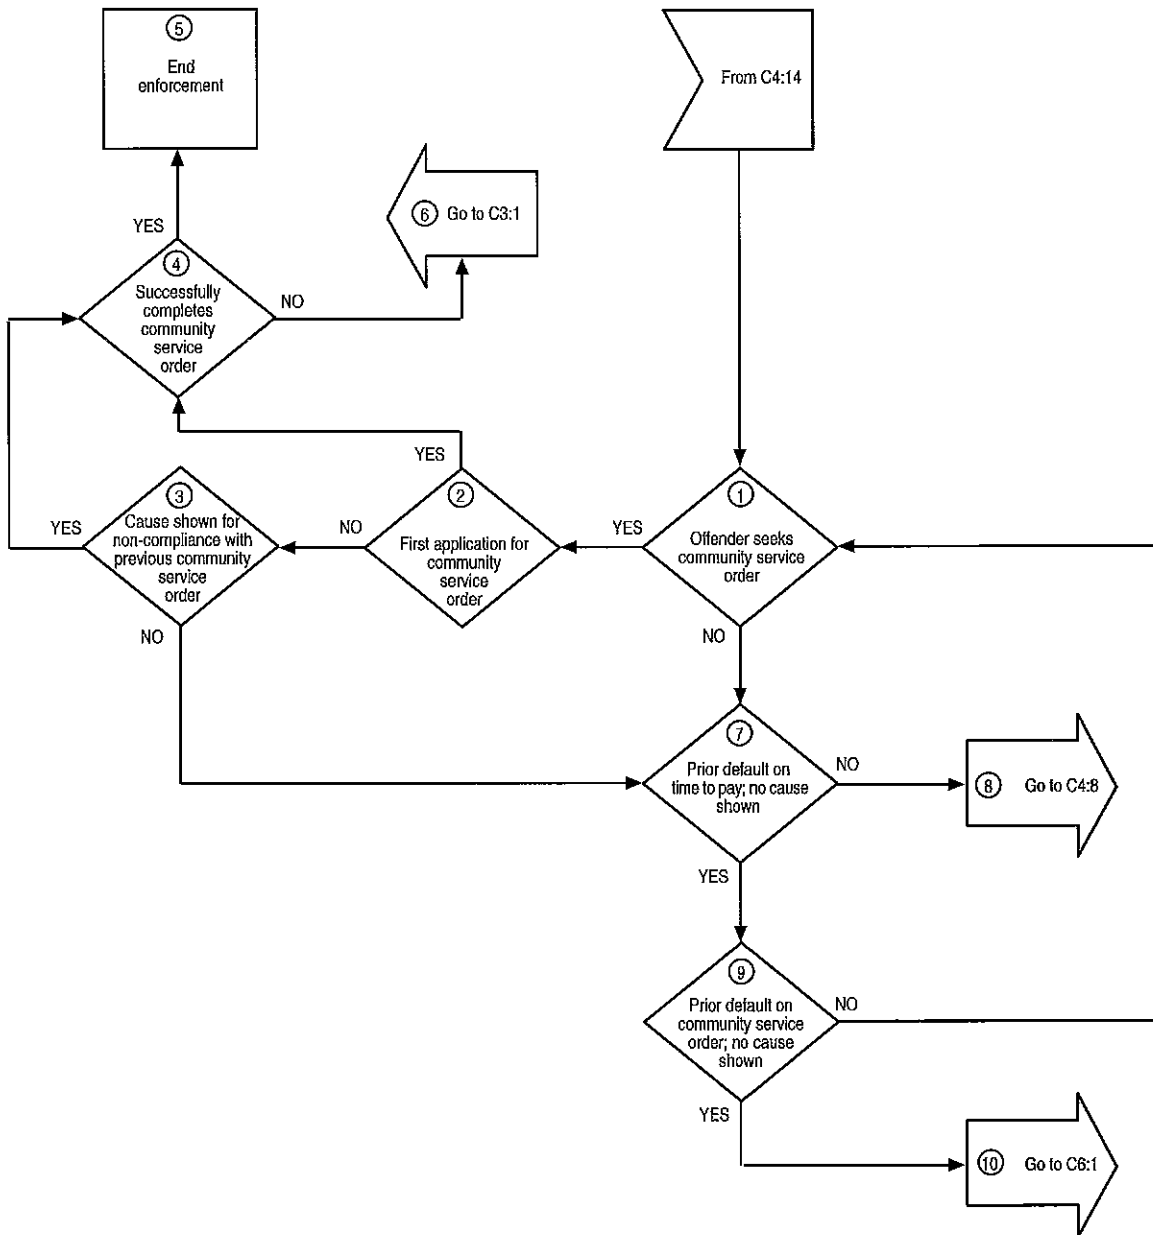 5
End
enforcement
From C4:14
6 Go to C3:1
YES
4
Successfully
completes
community
service
order
NO
YES
3
Cause shown for
non-compliance with
previous community
service
order
YES
NO
2
First application for
community
service
order
NO
YES
1
Offender seeks
community service
order
NO
NO
7
Prior default on
time to pay; no cause
shown
NO
8 Go to C4:8
YES
9
Prior default on
community service
order; no cause
shown
NO
YES
10 Go to C6:1